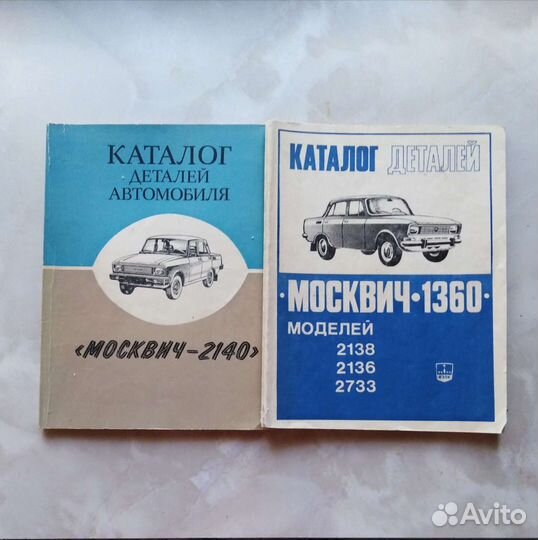 КАТАЛОГ
ДЕТАЛЕЙ
АВТОМОБИЛЯ
«МОСКВИЧ-2140»
КАТАЛОГ ДЕТАЛЕЙ
·МОСКВИЧ·1360·
МОДЕЛЕЙ
2138
2136
2733
Avito